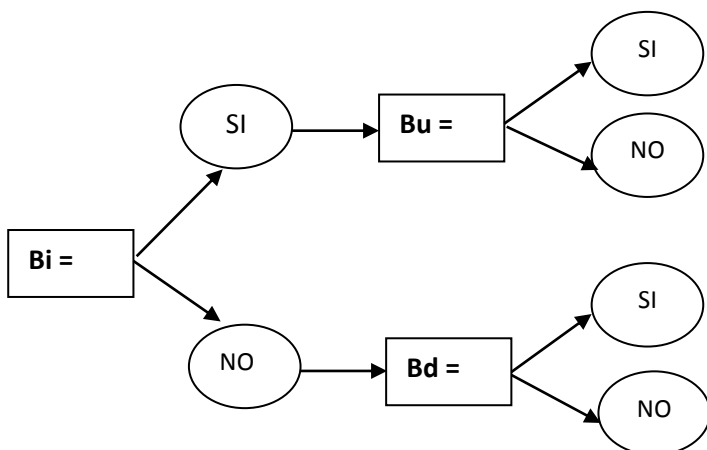 SI
SI
Bu =
NO
Bi =
SI
NO
Bd =
NO